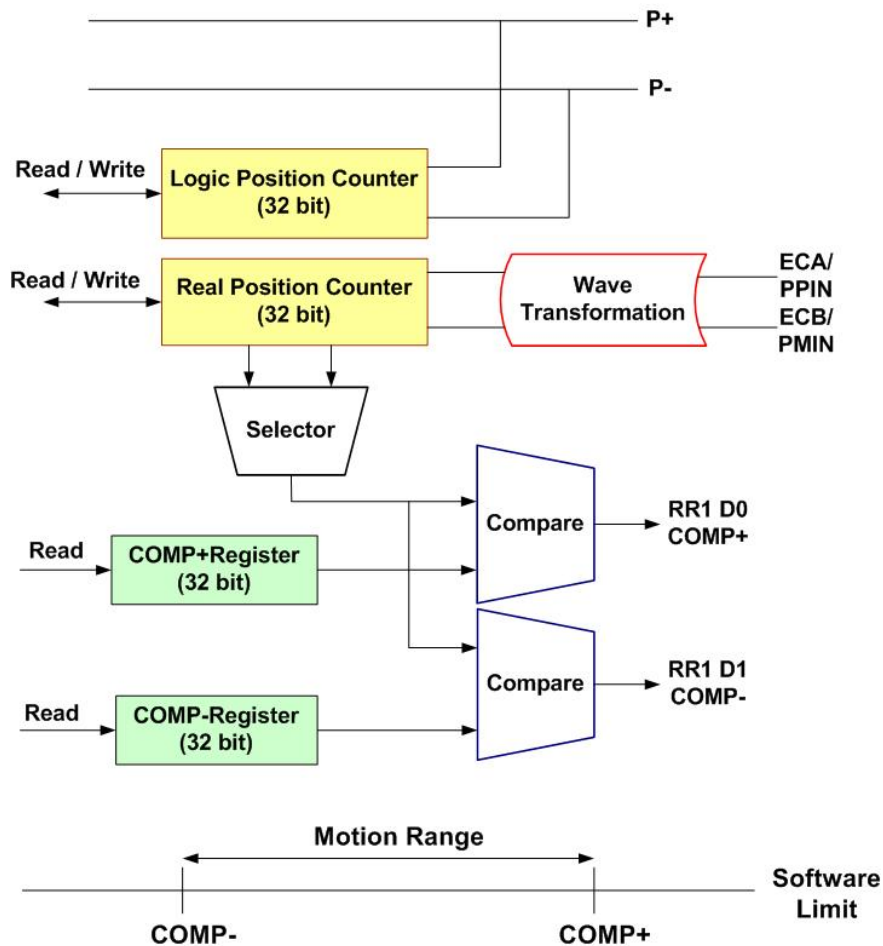 P+
P-
Read / Write
Logic Position Counter
(32 bit)
Read / Write
Real Position Counter
(32 bit)
Wave
Transformation
ECA/
PPIN
ECB/
PMIN
Selector
Compare
RR1 D0
COMP+
Read
COMP+Register
(32 bit)
Compare
RR1 D1
COMP-
Read
COMP-Register
(32 bit)
Motion Range
Software
Limit
COMP-
COMP+